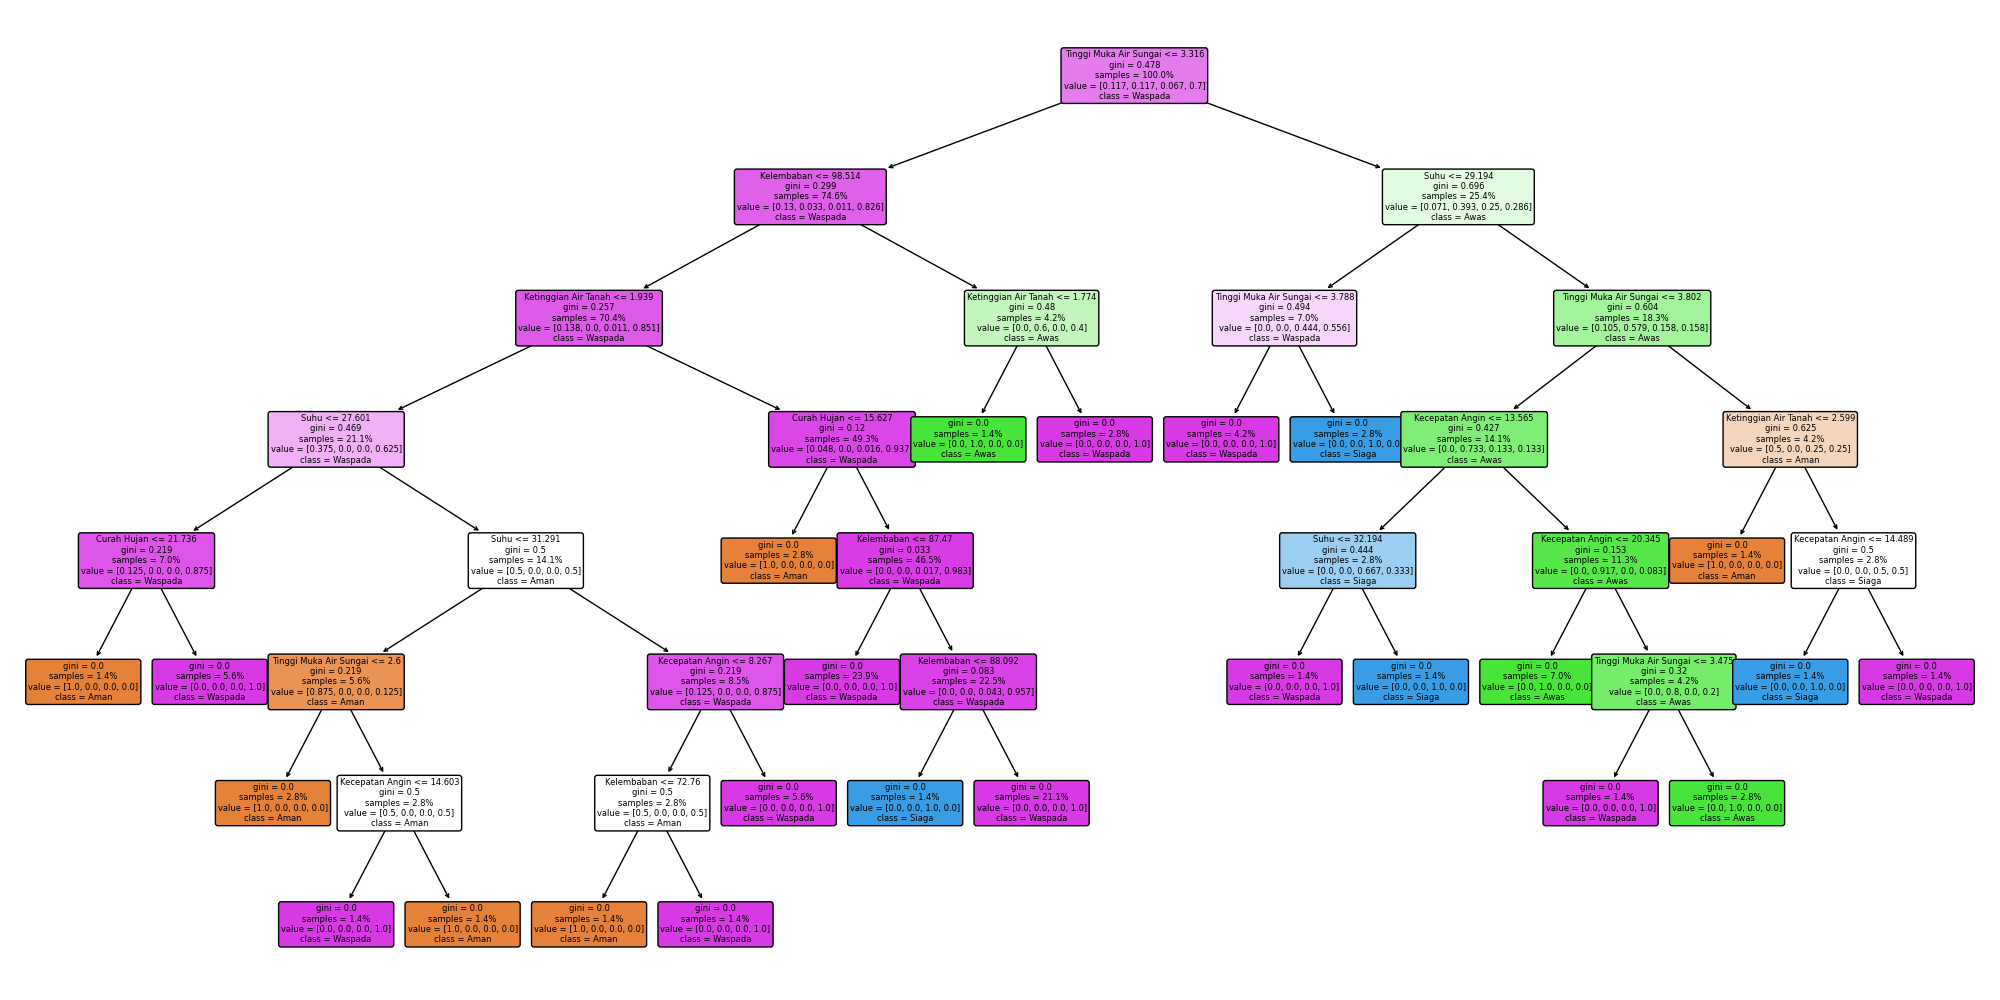 Tinggi Muka Air Sungai <= 3.316
gini = 0.478
samples = 100.0%
value = [0.117, 0.117, 0.067, 0.7]
class = Waspada
Kelembaban <= 98.514
gini = 0.299
samples = 74.6%
value = [0.13, 0.033, 0.011, 0.826]
class = Waspada
Suhu <= 29.194
gini = 0.696
samples = 25.4%
value = [0.071, 0.393, 0.25, 0.286]
class = Awas
Ketinggian Air Tanah <= 1.939
gini = 0.257
samples = 70.4%
value = [0.138, 0.0, 0.011, 0.851]
class = Waspada
Ketinggian Air Tanah <= 1.774
gini = 0.48
samples = 4.2%
value = [0.0, 0.6, 0.0, 0.4]
class = Awas
Tinggi Muka Air Sungai <= 3.788
gini = 0.494
samples = 7.0%
value = [0.0, 0.0, 0.444, 0.556]
class = Waspada
Tinggi Muka Air Sungai <= 3.802
gini = 0.604
samples = 18.3%
value = [0.105, 0.579, 0.158, 0.158]
class = Awas
Suhu <= 27.601
gini = 0.469
samples = 21.1%
value = [0.375, 0.0, 0.0, 0.625]
class = Waspada
Curah Hujan <= 15.627
gini = 0.12
samples = 49.3%
value = [0.048, 0.0, 0.016, 0.937
class = Waspada
gini = 0.0
samples = 1.4%
value = [0.0, 1.0, 0.0, 0.0]
class = Awas
gini = 0.0
samples = 2.8%
value = [0.0, 0.0, 0.0, 1.0]
class = Waspada
gini = 0.0
samples = 4.2%
value = [0.0, 0.0, 0.0, 1.0]
class = Waspada
gini = 0.0
samples = 2.8%
value = [0.0, 0.0, 1.0, 0.0
class = Siaga
Kecepatan Angin <= 13.565
gini = 0.427
samples = 14.1%
value = [0.0, 0.733, 0.133, 0.133]
class = Awas
Ketinggian Air Tanah <= 2.599
gini = 0.625
samples = 4.2%
value = [0.5, 0.0, 0.25, 0.25]
class = Aman
Curah Hujan <= 21.736
gini = 0.219
samples = 7.0%
value = [0.125, 0.0, 0.0, 0.875]
class = Waspada
Suhu <= 31.291
gini = 0.5
samples = 14.1%
value = [0.5, 0.0, 0.0, 0.5]
class = Aman
gini = 0.0
samples = 2.8%
value = [1.0, 0.0, 0.0, 0.0]
class = Aman
Kelembaban <= 87.47
gini = 0.033
samples = 46.5%
value = [0.0, 0.0, 0.017, 0.983]
class = Waspada
Suhu <= 32.194
gini = 0.444
samples = 2.8%
value = [0.0, 0.0, 0.667, 0.333]
class = Siaga
Kecepatan Angin <= 20.345
gini = 0.153
samples = 11.3%
value = [0.0, 0.917, 0.0, 0.083]
class = Awas
gini = 0.0
samples = 1.4%
value = [1.0, 0.0, 0.0, 0.0]
class = Aman
Kecepatan Angin <= 14.489
gini = 0.5
samples = 2.8%
value = [0.0, 0.0, 0.5, 0.5]
class = Siaga
gini = 0.0
samples = 1.4%
value = [1.0, 0.0, 0.0, 0.0]
class = Aman
gini = 0.0
samples = 5.6%
value = [0.0, 0.0, 0.0, 1.0]
class = Waspada
Tinggi Muka Air Sungai <= 2.6
gini = 0.219
samples = 5.6%
value = [0.875, 0.0, 0.0, 0.125]
class = Aman
Kecepatan Angin <= 8.267
gini = 0.219
samples = 8.5%
value = [0.125, 0.0, 0.0, 0.875]
class = Waspada
gini = 0.0
samples = 23.9%
value = [0.0, 0.0, 0.0, 1.0]
class = Waspada
Kelembaban <= 88.092
gini = 0.083
samples = 22.5%
value = [0.0, 0.0, 0.043, 0.957]
class = Waspada
gini = 0.0
samples = 1.4%
value = [0.0, 0.0, 0.0, 1.0]
class = Waspada
gini = 0.0
samples = 1.4%
value = [0.0, 0.0, 1.0, 0.0]
class = Siaga
gini = 0.0
samples = 7.0%
value = [0.0, 1.0, 0.0, 0.0]
class = Awas
Tinggi Muka Air Sungai <= 3.475
gini = 0.32
samples = 4.2%
value = [0.0, 0.8, 0.0, 0.2]
class = Awas
gini = 0.0
samples = 1.4%
value = [0.0, 0.0, 1.0, 0.0]
class = Siaga
gini = 0.0
samples = 1.4%
value = [0.0, 0.0, 0.0, 1.0]
class = Waspada
gini = 0.0
samples = 2.8%
value = [1.0, 0.0, 0.0, 0.0]
class = Aman
Kecepatan Angin <= 14.603
gini = 0.5
samples = 2.8%
value = [0.5, 0.0, 0.0, 0.5]
class = Aman
Kelembaban <= 72.76
gini = 0.5
samples = 2.8%
value = [0.5, 0.0, 0.0, 0.5]
class = Aman
gini = 0.0
samples = 5.6%
value = [0.0, 0.0, 0.0, 1.0]
class = Waspada
gini = 0.0
samples = 1.4%
value = [0.0, 0.0, 1.0, 0.0]
class = Siaga
gini = 0.0
samples = 21.1%
value = [0.0, 0.0, 0.0, 1.0]
class = Waspada
gini = 0.0
samples = 1.4%
value = [0.0, 0.0, 0.0, 1.0]
class = Waspada
gini = 0.0
samples = 2.8%
value = [0.0, 1.0, 0.0, 0.0]
class = Awas
gini = 0.0
samples = 1.4%
value = [0.0, 0.0, 0.0, 1.0]
class = Waspada
gini = 0.0
samples = 1.4%
value = [1.0, 0.0, 0.0, 0.0]
class = Aman
gini = 0.0
samples = 1.4%
value = [1.0, 0.0, 0.0, 0.0]
class = Aman
gini = 0.0
samples = 1.4%
value = [0.0, 0.0, 0.0, 1.0]
class = Waspada